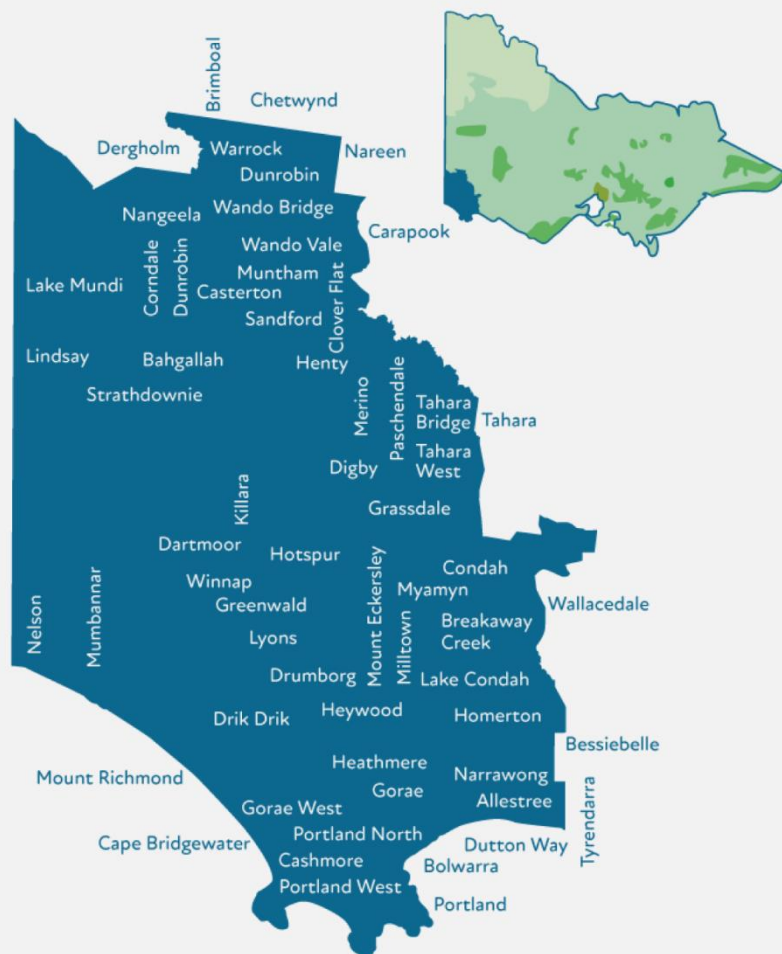 Brimboal
Chetwynd
Dergholm
Warrock
Nareen
Dunrobin
Nangeela
Wando Bridge
Carapook
Wando Vale
Corndale
Dunrobin
Muntham
Clover Flat
Lake Mundi
Casterton
Sandford
Lindsay
Bahgallah
Henty
Strathdownie
Merino
Paschendale
Tahara
Bridge
Tahara
Digby
Tahara
West
Killara
Grassdale
Dartmoor
Hotspur
Mount Eckersley
Condah
Winnap
Myamyn
Nelson
Mumbannar
Greenwald
Wallacedale
Lyons
Milltown
Breakaway
Creek
Drumborg
Lake Condah
Drik Drik
Heywood
Homerton
Bessiebelle
Mount Richmond
Heathmere
Narrawong
Gorae
Allestree
Tyrendarra
Gorae West
Cape Bridgewater
Portland North
Dutton Way
Cashmore
Bolwarra
Portland West
Portland